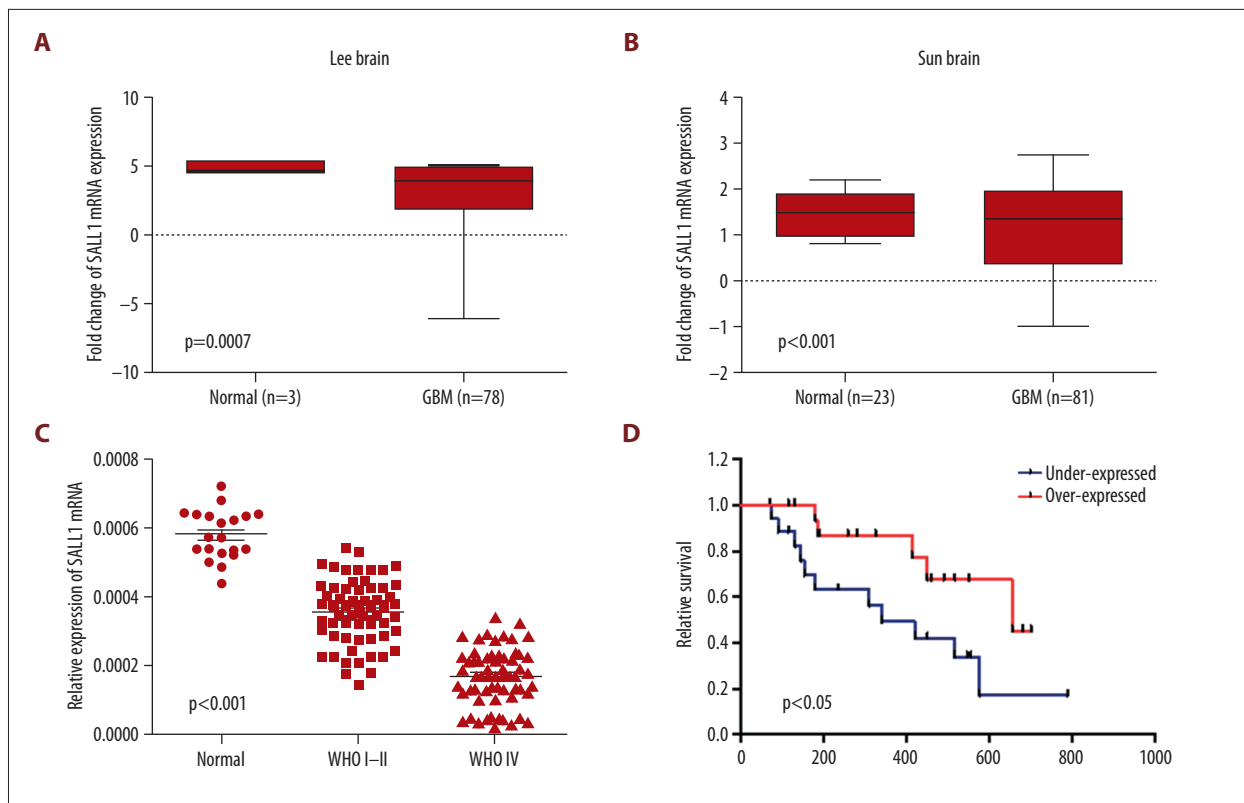 A
Lee brain
Fold change of SALL1 mRNA expression
10
5
0
–5
–10
p=0.0007
Normal (n=3)
GBM (n=78)
B
Sun brain
Fold change of SALL1 mRNA expression
4
3
2
1
0
–1
–2
p<0.001
Normal (n=23)
GBM (n=81)
C
Relative expression of SALL1 mRNA
0.0008
0.0006
0.0004
0.0002
0.0000
p<0.001
Normal
WHO I–II
WHO IV
D
Relative survival
1.2
1.0
0.8
0.6
0.4
0.2
0.0
Under-expressed
Over-expressed
p<0.05
0
200
400
600
800
1000